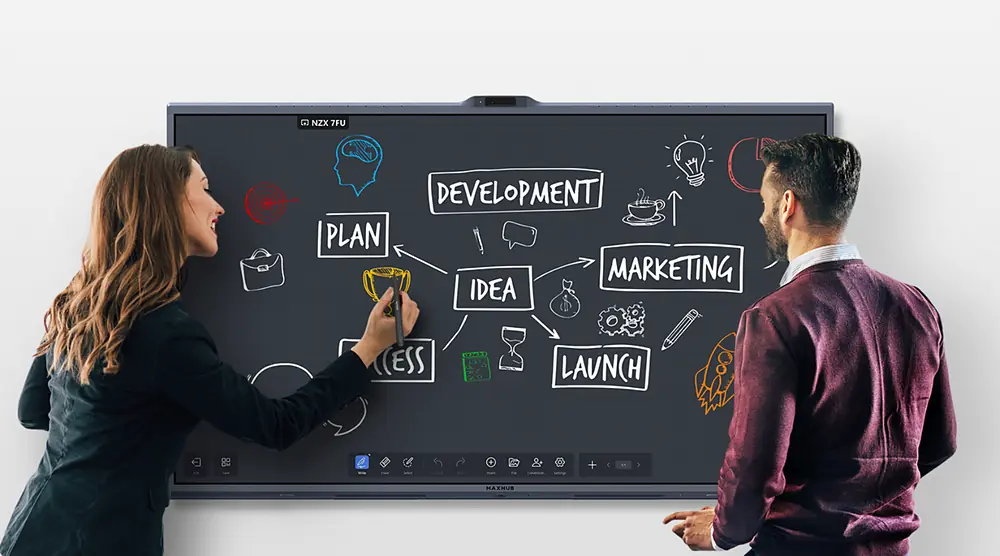 NZX 7FU
DEVELOPMENT
PLAN
MARKETING
IDEA
CESS
LAUNCH
MAXHUB